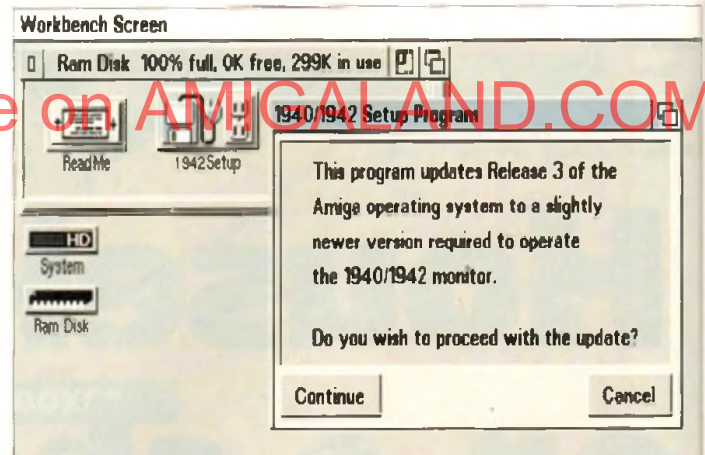 Workbench Screen
Ram Disk 100% full, 0K free, 299K in use
e on AMIGALAND.COM
1940/1942 Setup Program
ReadMe
1942Setup
This program updates Release 3 of the
Amiga operating system to a slightly
newer version required to operate
the 1940/1942 monitor.
Do you wish to proceed with the update?
HD
System
Ram Disk
Continue
Cancel